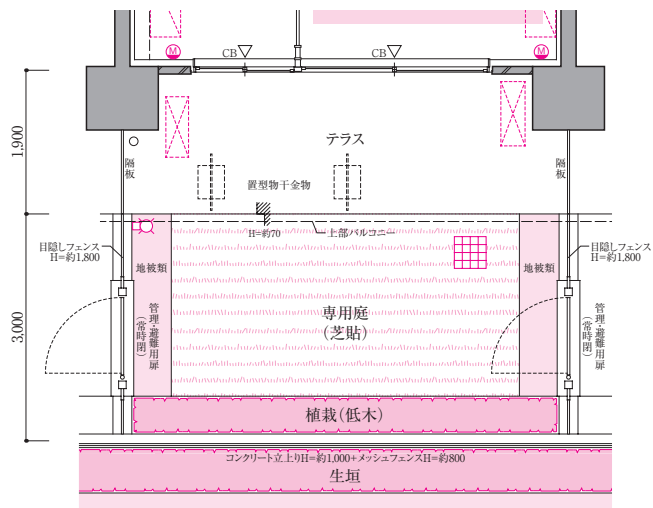 M
CB
CB
M
1,900
テラス
隔板
隔板
置型物干金物
H=約70
上部バルコニー
目隠しフェンス
H=約1,800
目隠しフェンス
H=約1,800
地被類
地被類
3,000
管理・避難用扉
(常時閉)
専用庭
(芝貼)
管理・避難用扉
(常時閉)
植栽(低木)
コンクリート立上りH=約1,000+メッシュフェンスH=約800
生垣